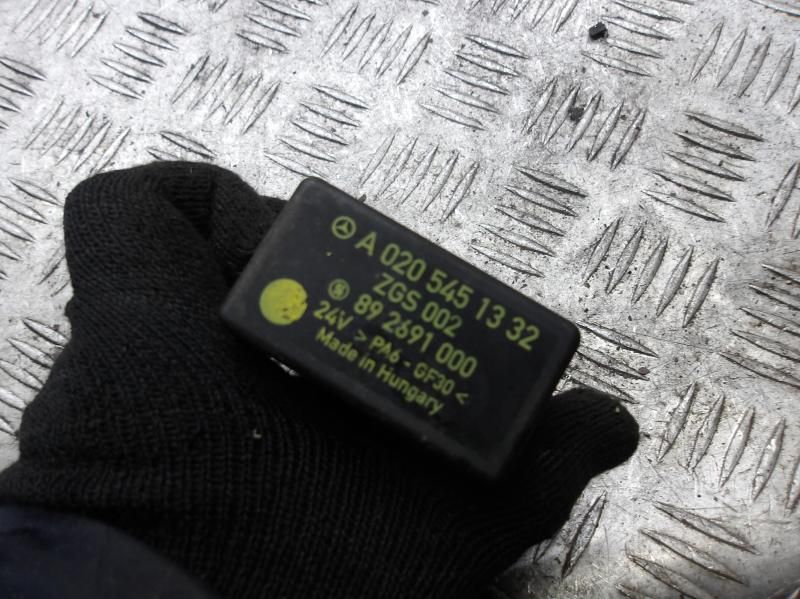 A 020 545 13 32
ZGS 002
89 2691 000
24V > PA6 - GF30 <
Made in Hungary